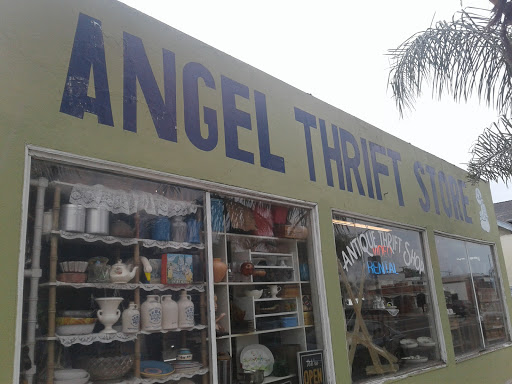 ANGEL THRIFT STORE
ANTIQUE THRIFT SHOP
OPEN